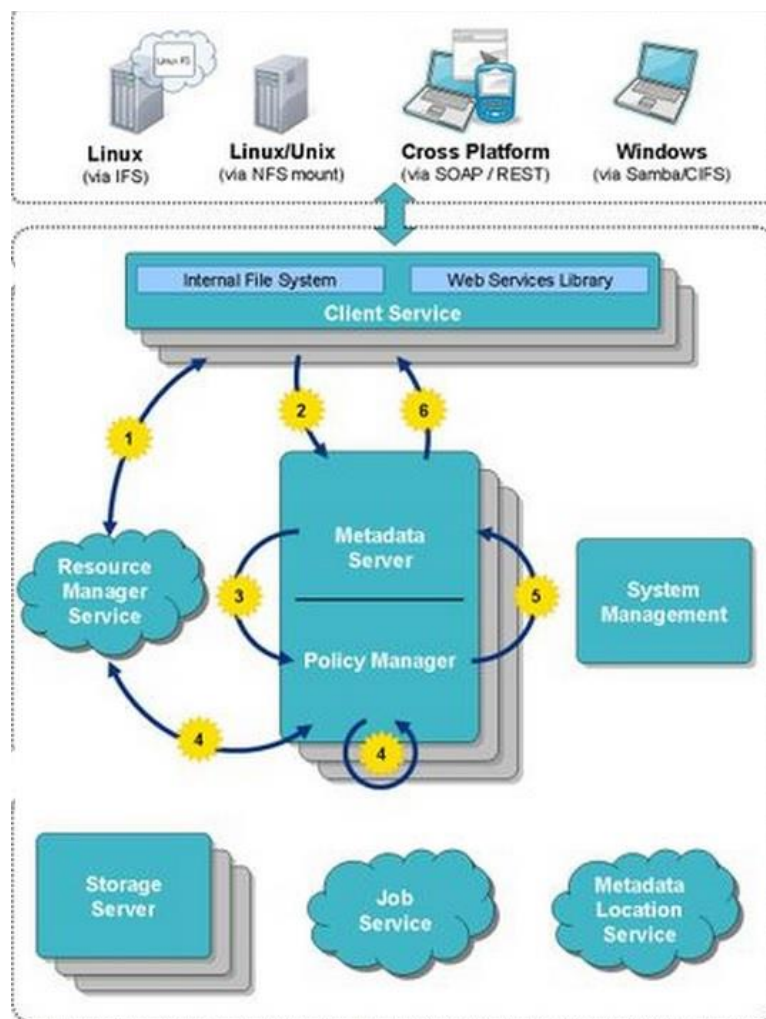 Linux FS
Linux
(via IFS)
Linux/Unix
(via NFS mount)
Cross Platform
(via SOAP / REST)
Windows
(via Samba/CIFS)
Internal File System
Web Services Library
Client Service
1
2
6
Metadata
Server
Resource
Manager
Service
3
5
System
Management
Policy Manager
4
4
Storage
Server
Job
Service
Metadata
Location
Service